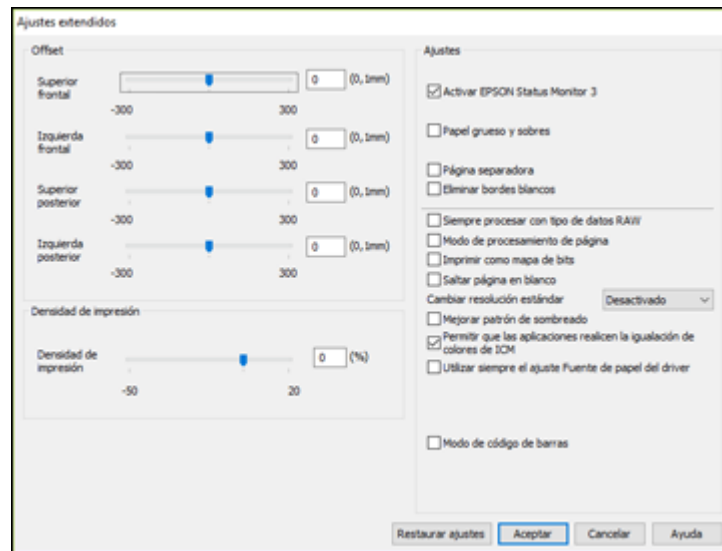 Ajustes extendidos
Offset
Superior
frontal
0
(0,1mm)
-300
300
Izquierda
frontal
0
(0,1mm)
-300
300
Superior
posterior
0
(0,1mm)
-300
300
Izquierda
posterior
0
(0,1mm)
-300
300
Densidad de impresión
Densidad de
impresión
0
(%)
-50
20
Ajustes
Activar EPSON Status Monitor 3
Papel grueso y sobres
Página separadora
Eliminar bordes blancos
Siempre procesar con tipo de datos RAW
Modo de procesamiento de página
Imprimir como mapa de bits
Saltar página en blanco
Cambiar resolución estándar
Desactivado
Mejorar patrón de sombreado
Permitir que las aplicaciones realicen la igualación de
colores de ICM
Utilizar siempre el ajuste Fuente de papel del driver
Modo de código de barras
Restaurar ajustes
Aceptar
Cancelar
Ayuda